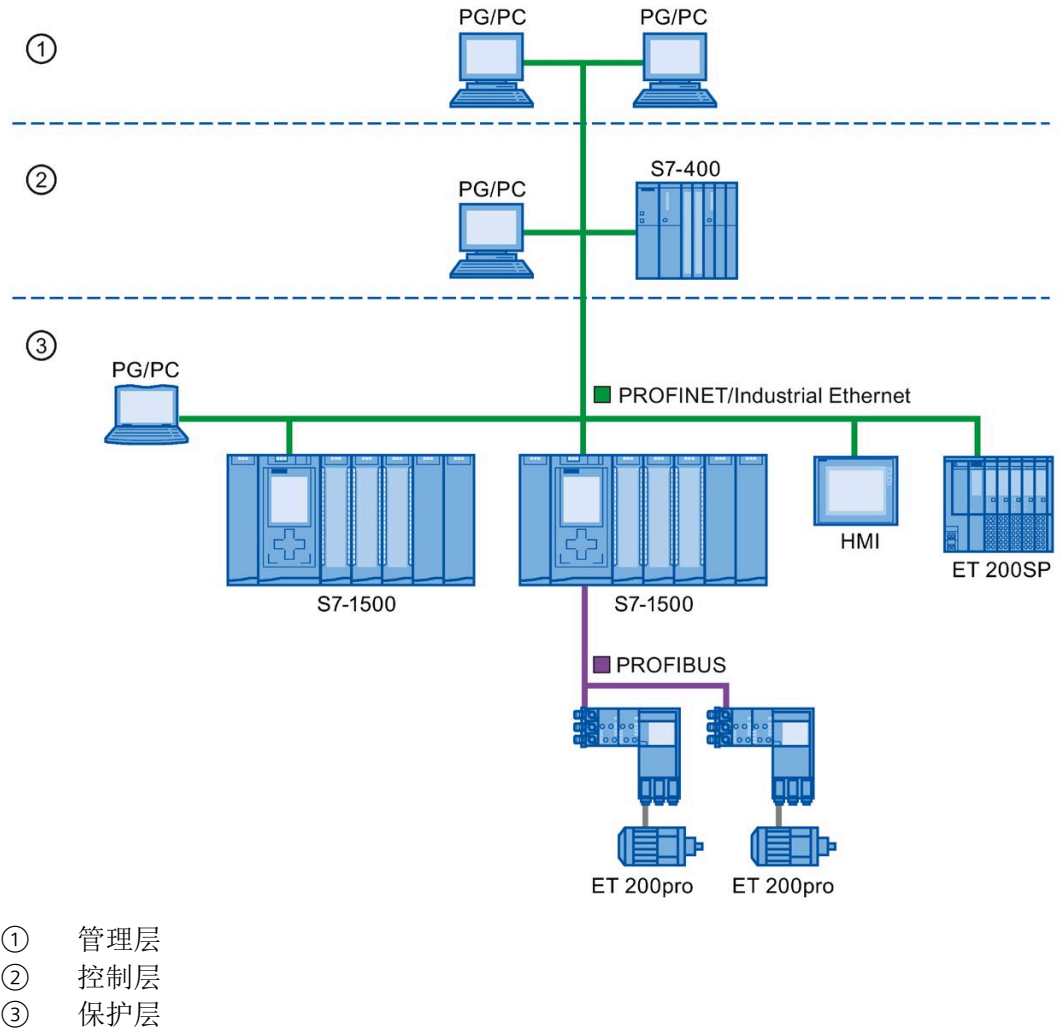 PG/PC PG/PC
①
②
PG/PC
S7-400
③
PG/PC
PROFINET/Industrial Ethernet
HMI
ET 200SP
S7-1500 S7-1500
PROFIBUS
ET 200pro ET 200pro
① 管理层
② 控制层
③ 保护层